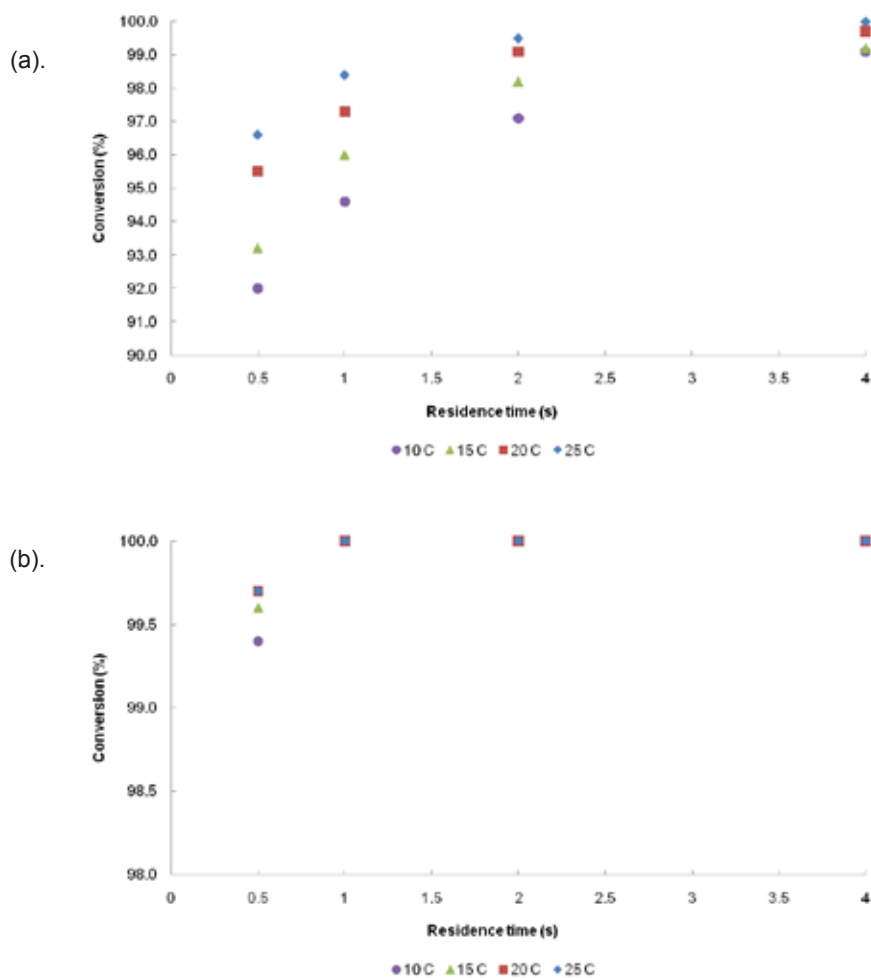 (a).
100.0
99.0
98.0
97.0
96.0
95.0
94.0
93.0
92.0
91.0
90.0
Conversion (%)
0 0.5 1 1.5 2 2.5 3 3.5 4
Residence time (s)
10 C 15 C 20 C 25 C
(b).
100.0
99.5
99.0
98.5
98.0
Conversion (%)
0 0.5 1 1.5 2 2.5 3 3.5 4
Residence time (s)
10 C 15 C 20 C 25 C